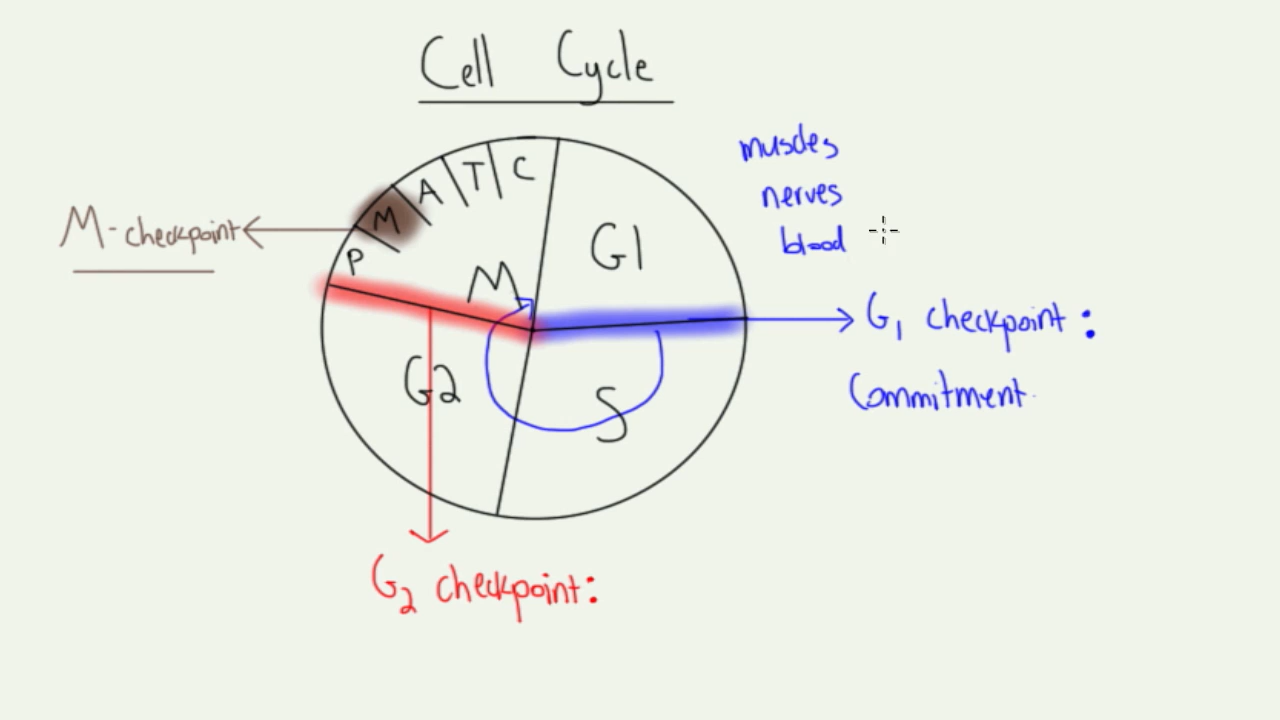 Cell Cycle
muscles
nerves
blood
P M A T C
M
G1
G2
S
M-checkpoint
G1 checkpoint:
Commitment
G2 checkpoint: